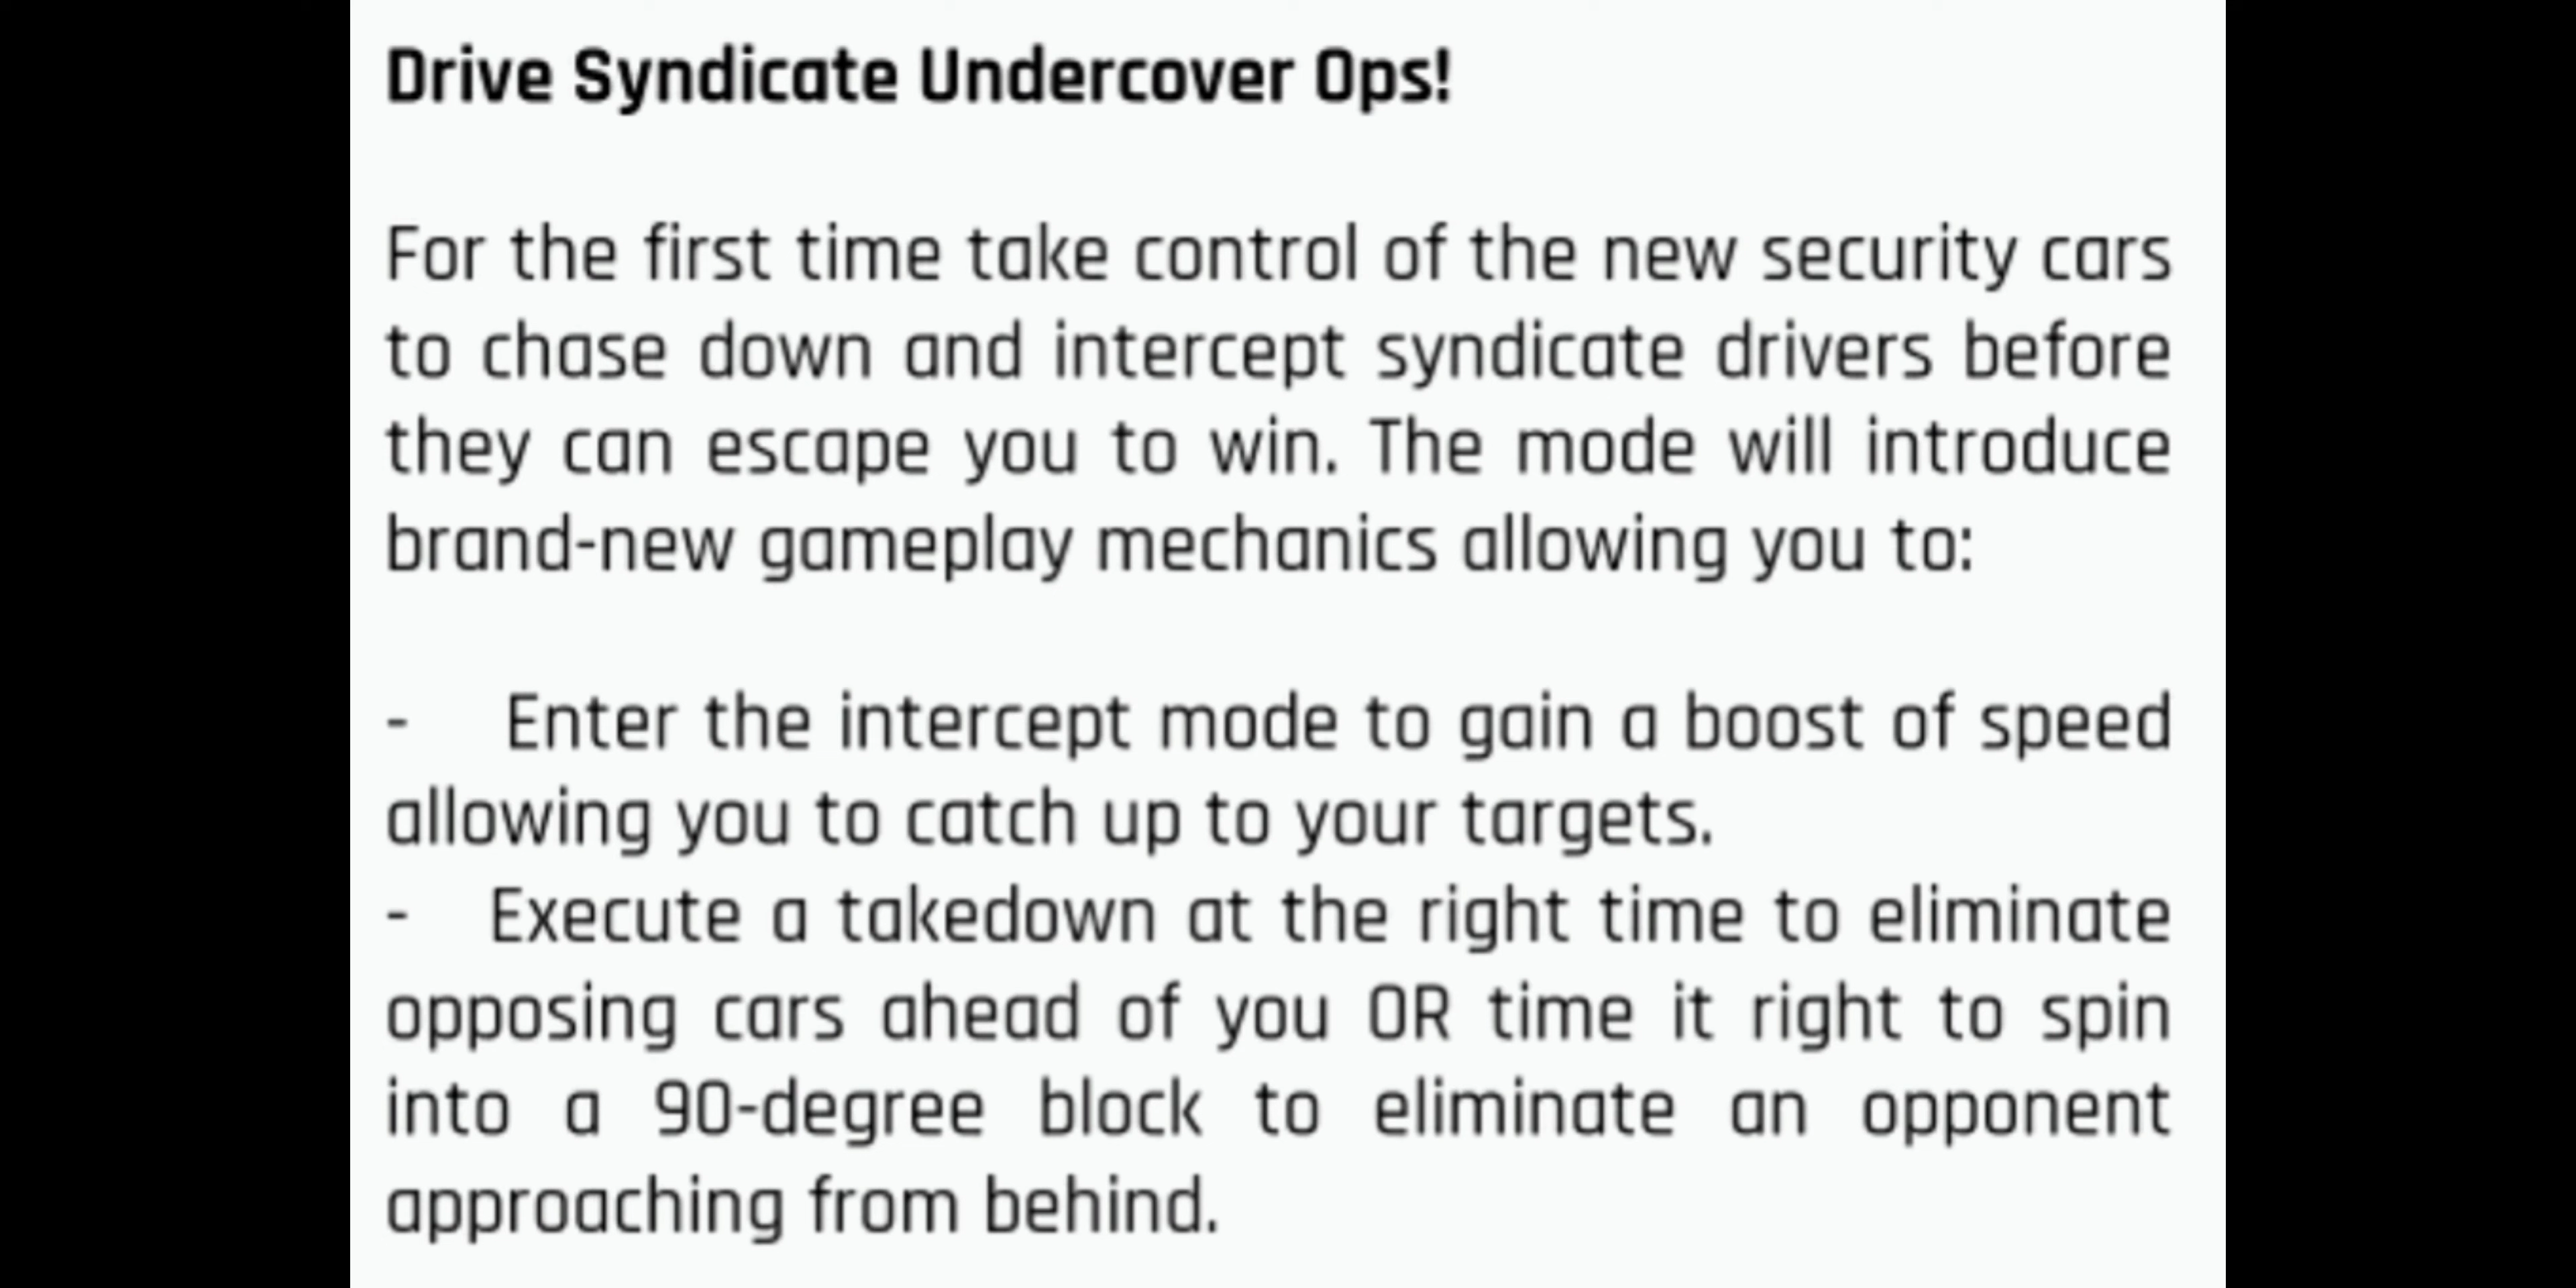 Drive Syndicate Undercover Ops!
For the first time take control of the new security cars
to chase down and intercept syndicate drivers before
they can escape you to win. The mode will introduce
brand-new gameplay mechanics allowing you to:
- Enter the intercept mode to gain a boost of speed
allowing you to catch up to your targets.
- Execute a takedown at the right time to eliminate
opposing cars ahead of you OR time it right to spin
into a 90-degree block to eliminate an opponent
approaching from behind.